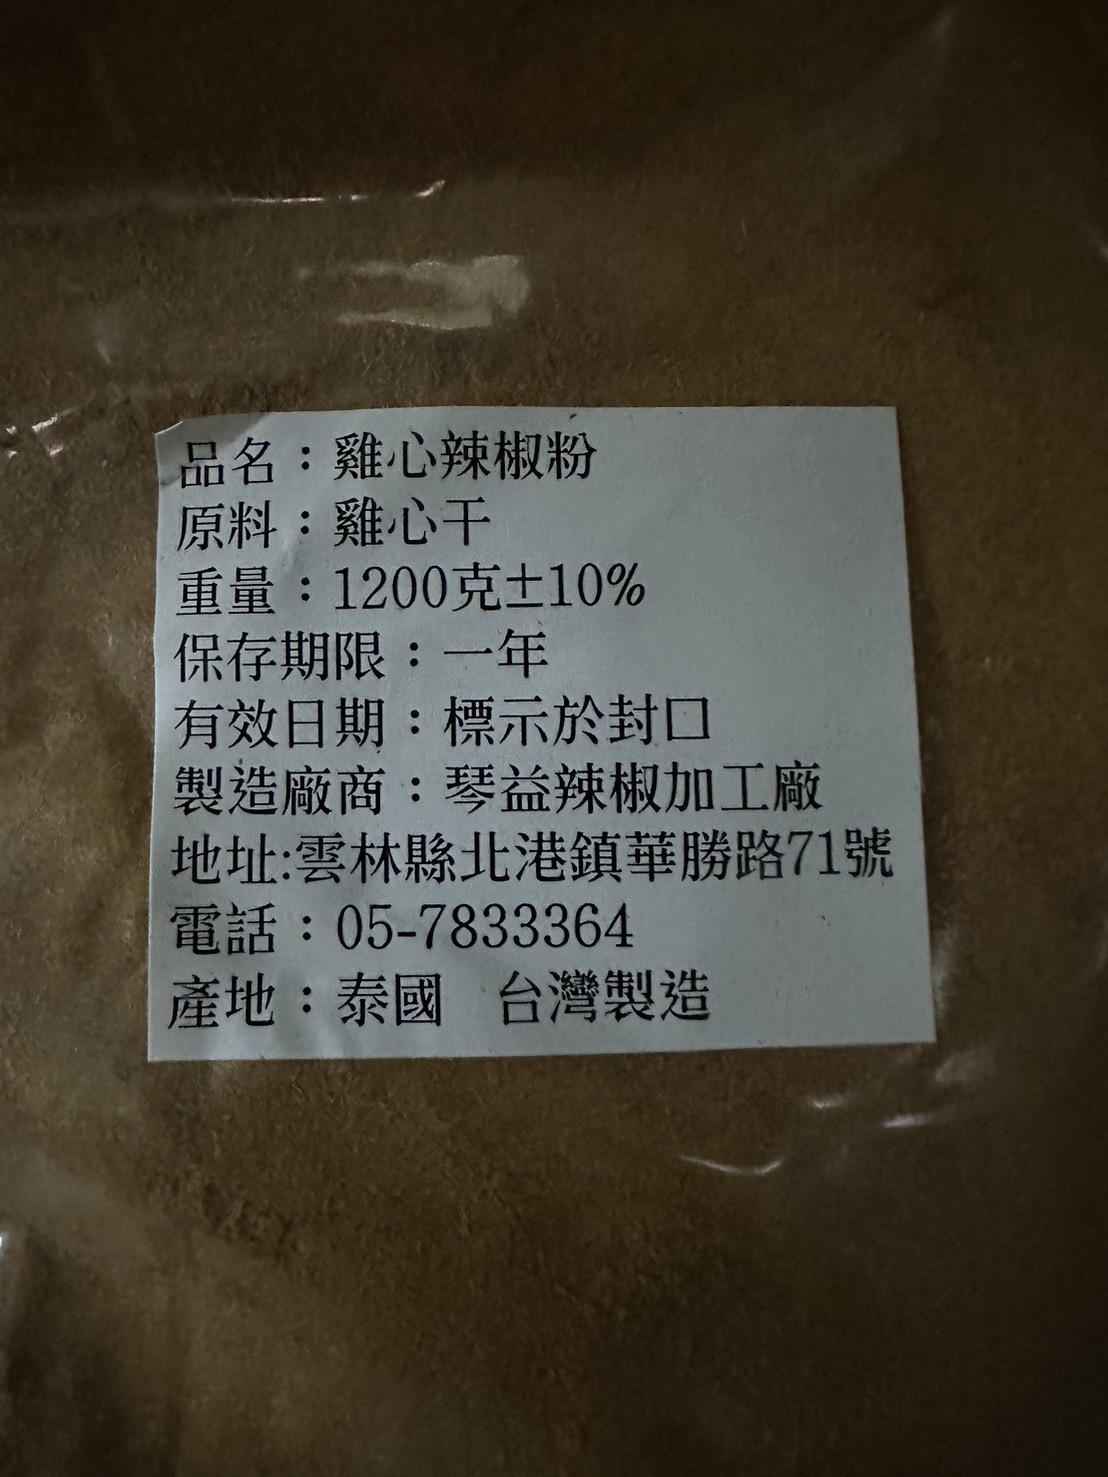 品名：雞心辣椒粉
原料：雞心干
重量：1200克±10%
保存期限：一年
有效日期：標示於封口
製造廠商：琴益辣椒加工廠
地址:雲林縣北港鎮華勝路71號
電話：05-7833364
產地：泰國　台灣製造